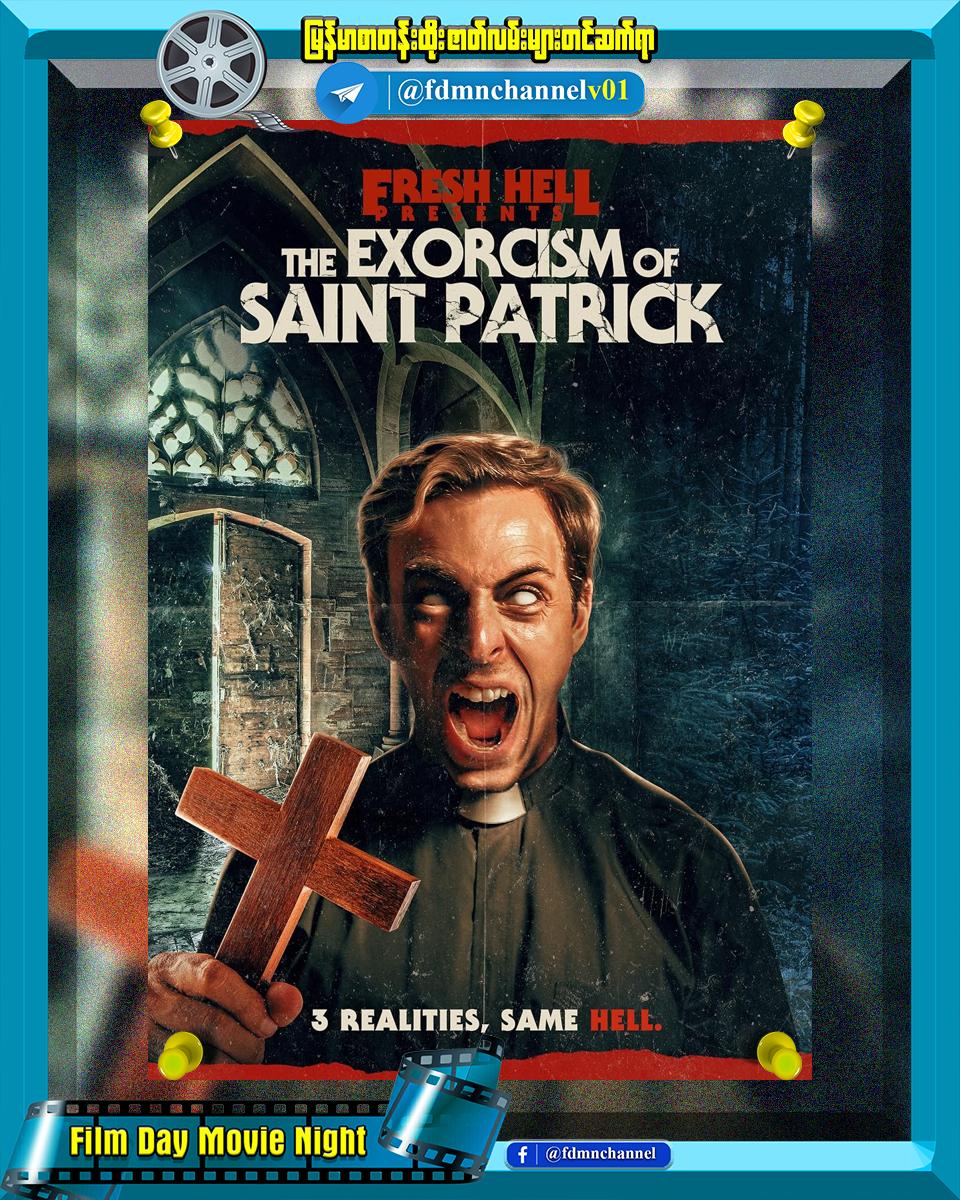 မြန်မာစာတန်းထိုးဇာတ်လမ်းများတင်ဆက်ရာ
@fdmnchannelv01
FRESH HELL
PRESENTS
THE EXORCISM OF
SAINT PATRICK
3 REALITIES, SAME HELL.
Film Day Movie Night
@fdmnchannel